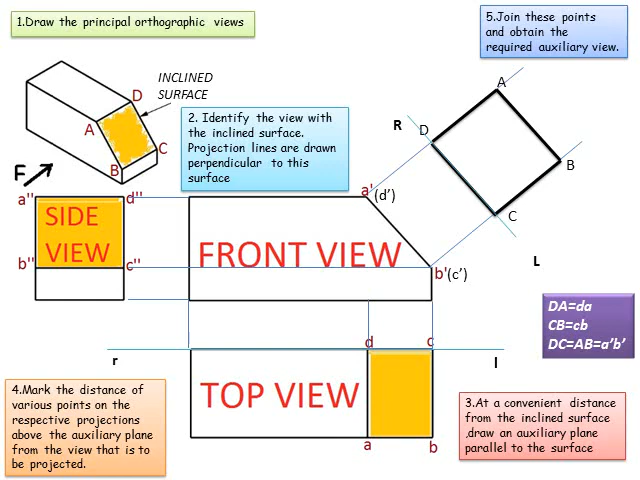 1.Draw the principal orthographic views
5.Join these points
and obtain the
required auxiliary view.
INCLINED
SURFACE
D
A
C
B
F
2. Identify the view with
the inclined surface.
Projection lines are drawn
perpendicular to this
surface
A
R
D
B
C
L
a"
d"
SIDE
VIEW
b"
c"
a'(d')
FRONT VIEW
b'(c')
DA=da
CB=cb
DC=AB=a'b'
r
d
c
l
TOP VIEW
a
b
4.Mark the distance of
various points on the
respective projections
above the auxiliary plane
from the view that is to
be projected.
3.At a convenient distance
from the inclined surface
,draw an auxiliary plane
parallel to the surface